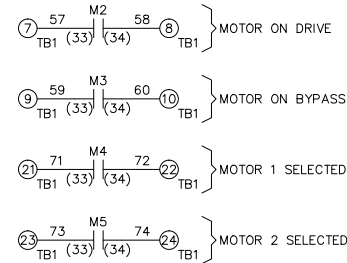 57 M2 58
7 8 MOTOR ON DRIVE
TB1 (33) (34) TB1
59 M3 60
9 10 MOTOR ON BYPASS
TB1 (33) (34) TB1
71 M4 72
21 22 MOTOR 1 SELECTED
TB1 (33) (34) TB1
73 M5 74
23 24 MOTOR 2 SELECTED
TB1 (33) (34) TB1